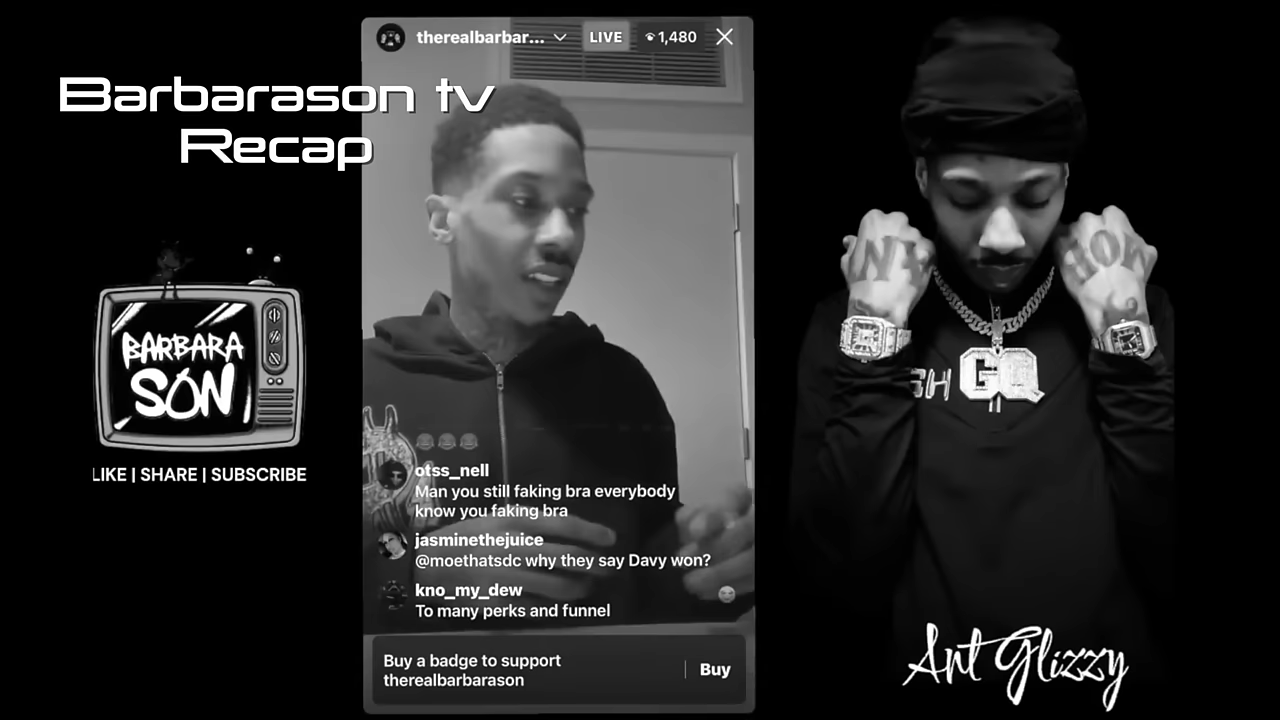 therealbarbar...
LIVE
1,480
Barbarason tv
Recap
BARBARA
SON
LIKE | SHARE | SUBSCRIBE
otss_nell
Man you still faking bra everybody
know you faking bra
jasminethejuice
@moethatsdc why they say Davy won?
kno_my_dew
To many perks and funnel
Buy a badge to support
therealbarbarason
Buy
HOW
GH
GQ
Ant Glizzy